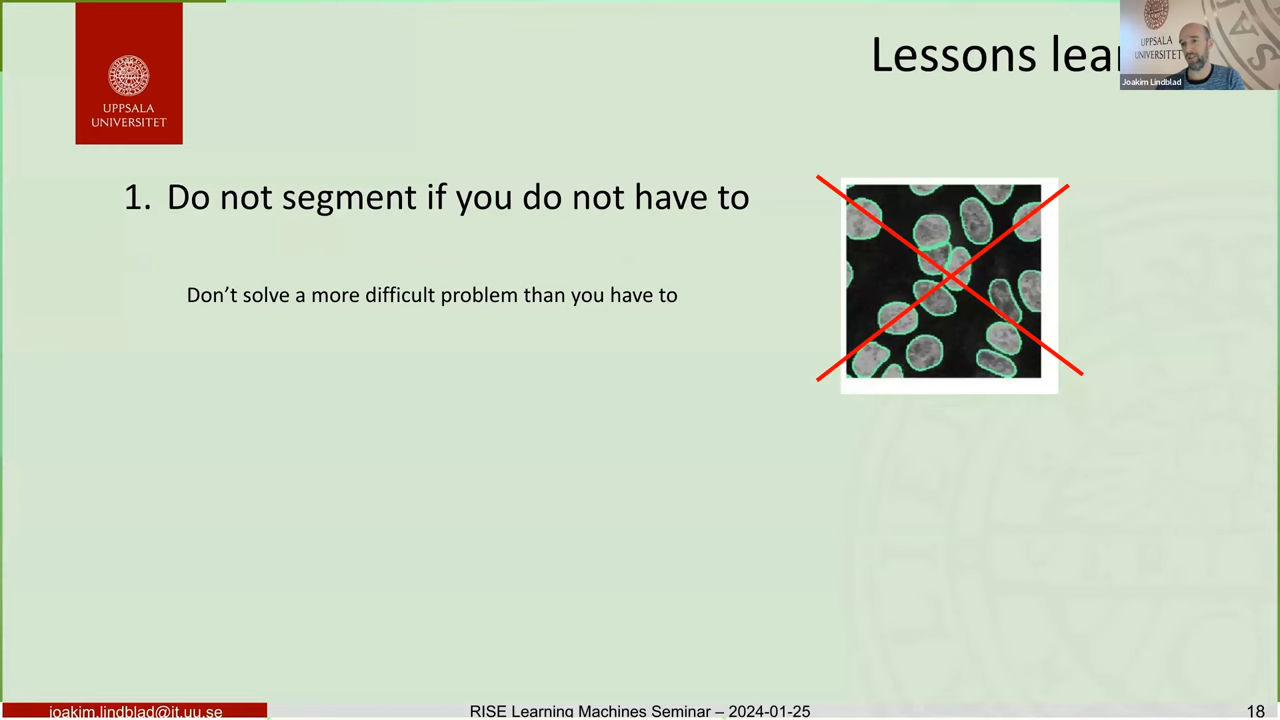 Lessons lear
UPPSALA
UNIVERSITET
UPPSALA
UNIVERSITET
Joakim Lindblad
1. Do not segment if you do not have to
Don’t solve a more difficult problem than you have to
joakim.lindblad@it.uu.se
RISE Learning Machines Seminar – 2024-01-25
18